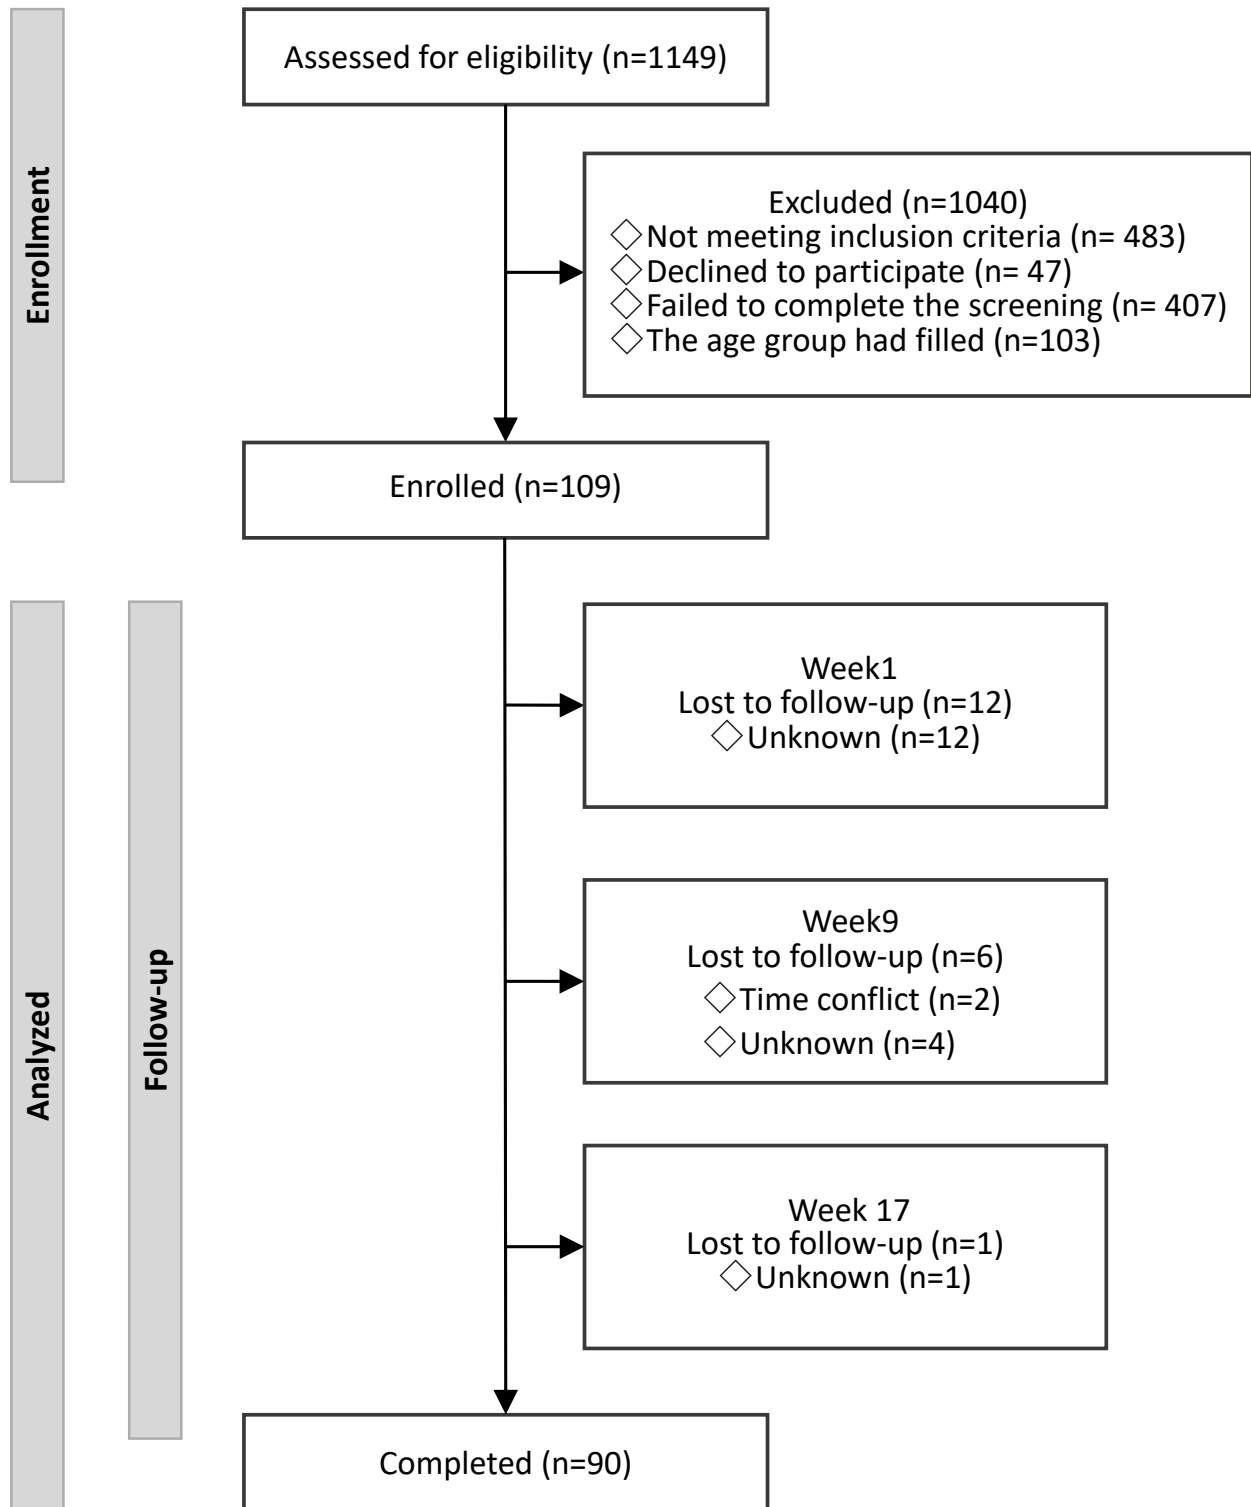 Assessed for eligibility (n=1149)
Enrollment
Excluded (n=1040)
◇Not meeting inclusion criteria (n= 483)
◇Declined to participate (n= 47)
◇Failed to complete the screening (n= 407)
◇The age group had filled (n=103)
Enrolled (n=109)
Analyzed
Follow-up
Week1
Lost to follow-up (n=12)
◇Unknown (n=12)
Week9
Lost to follow-up (n=6)
◇Time conflict (n=2)
◇Unknown (n=4)
Week 17
Lost to follow-up (n=1)
◇Unknown (n=1)
Completed (n=90)